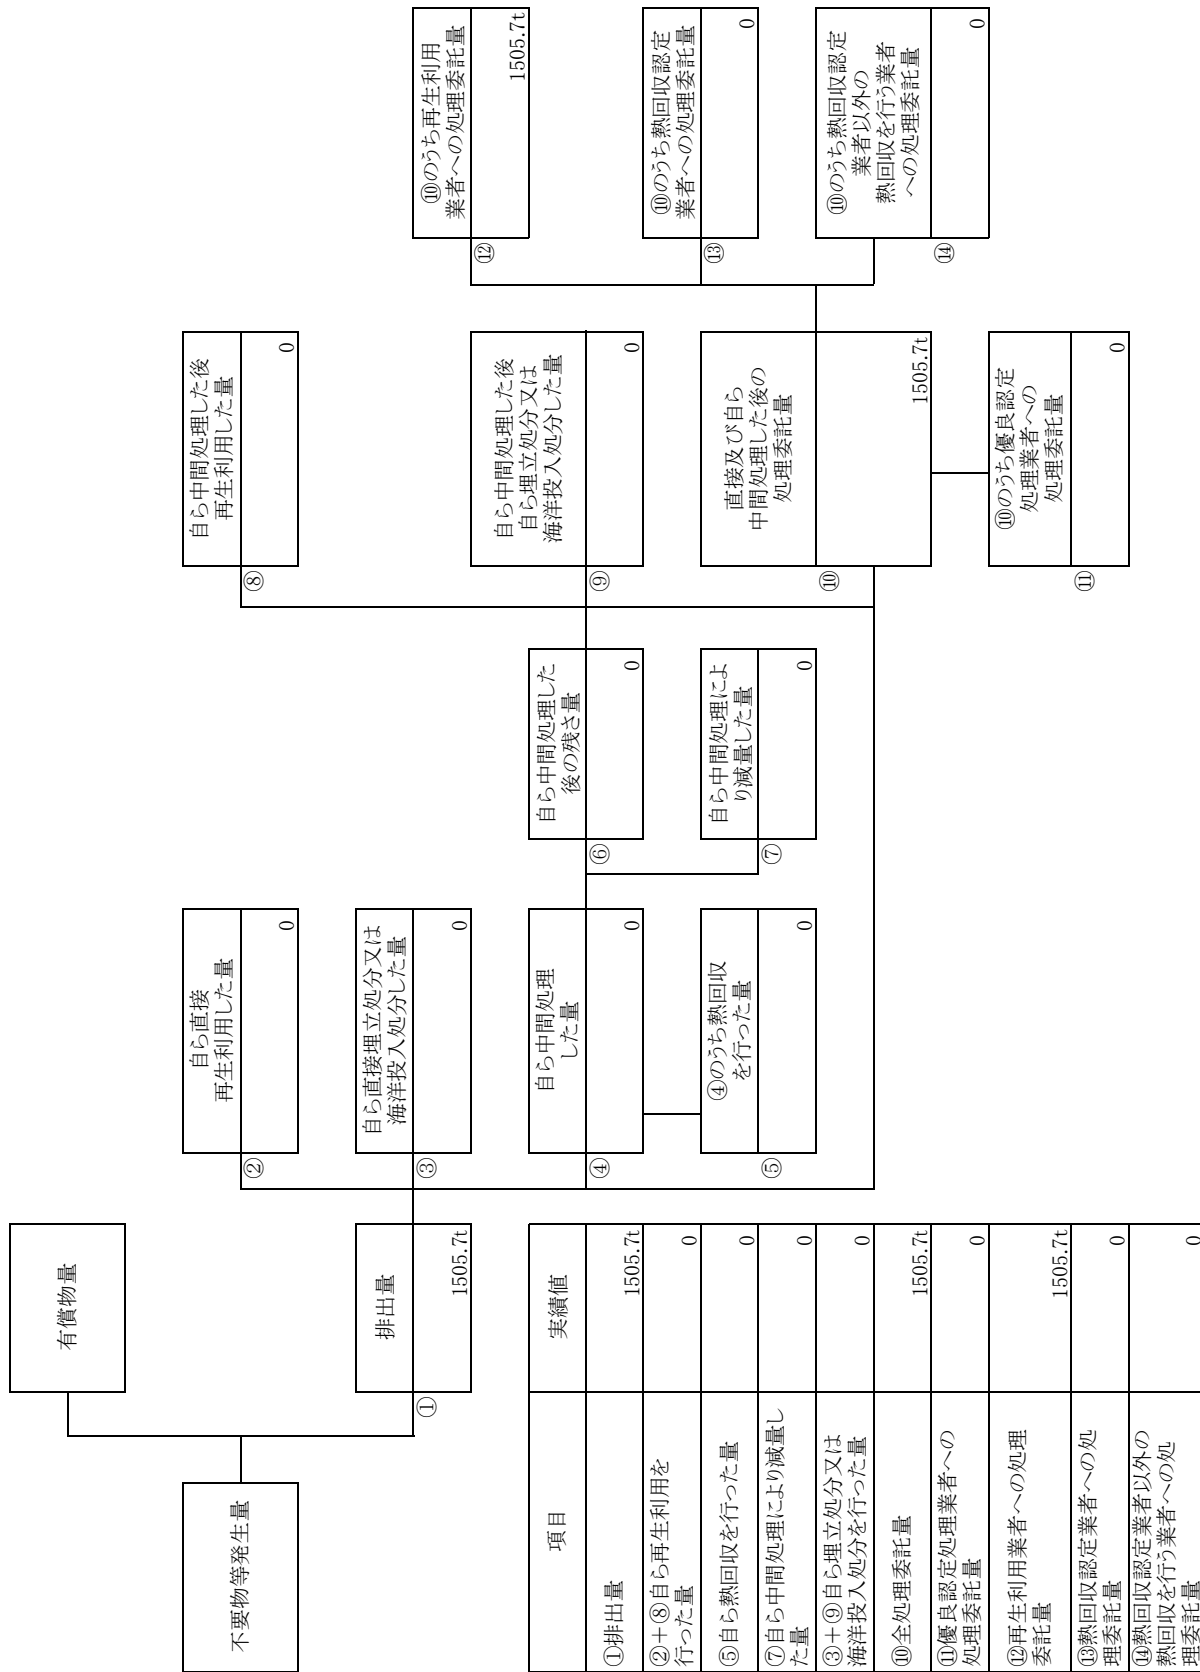 有償物量
不要物等発生量
排出量
①
1505.7t
自ら直接
再生利用した量
②
0
自ら直接埋立処分又は
海洋投入処分した量
③
0
自ら中間処理
した量
④
0
④のうち熱回収
を行った量
⑤
0
自ら中間処理した
後の残さ量
⑥
0
自ら中間処理によ
り減量した量
⑦
0
自ら中間処理した後
再生利用した量
⑧
0
自ら中間処理した後
自ら埋立処分又は
海洋投入処分した量
⑨
0
直接及び自ら
中間処理した後の
処理委託量
⑩
1505.7t
⑩のうち優良認定
処理業者への
処理委託量
⑪
0
⑩のうち再生利用
業者への処理委託量
⑫
1505.7t
⑩のうち熱回収認定
業者への処理委託量
⑬
0
⑩のうち熱回収認定
業者以外の
熱回収を行う業者
への処理委託量
⑭
0
項目 実績値
①排出量 1505.7t
②+⑧自ら再生利用を
行った量 0
⑤自ら熱回収を行った量 0
⑦自ら中間処理により減量し
た量 0
③+⑨自ら埋立処分又は
海洋投入処分を行った量 0
⑩全処理委託量 1505.7t
⑪優良認定処理業者への
処理委託量 0
⑫再生利用業者への処理
委託量 1505.7t
⑬熱回収認定業者への処
理委託量 0
⑭熱回収認定業者以外の
熱回収を行う業者への処
理委託量 0